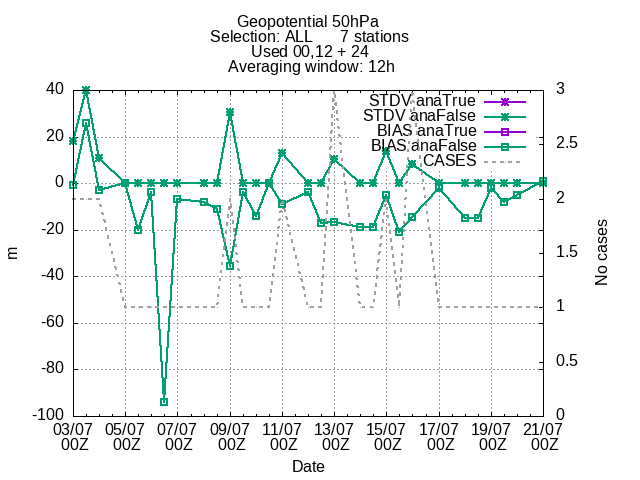 Geopotential 50hPa
Selection: ALL 7 stations
Used 00,12 + 24
Averaging window: 12h
STDV anaTrue
STDV anaFalse
BIAS anaTrue
BIAS anaFalse
CASES
40
20
0
-20
-40
-60
-80
-100
m
3
2.5
2
1.5
1
0.5
0
No cases
03/07 05/07 07/07 09/07 11/07 13/07 15/07 17/07 19/07 21/07
00Z 00Z 00Z 00Z 00Z 00Z 00Z 00Z 00Z 00Z
Date